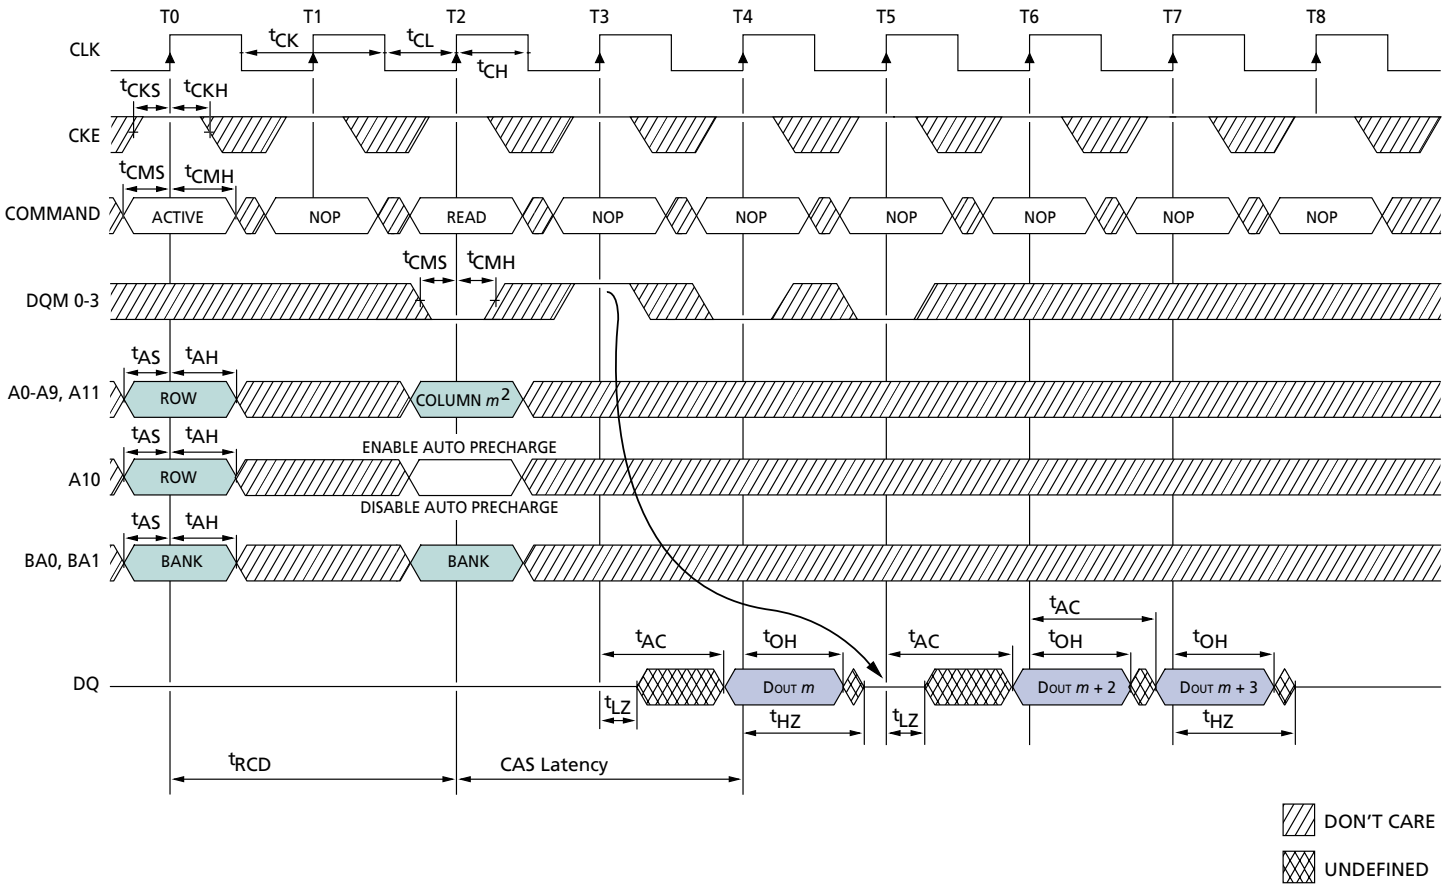 T0 T1 T2 T3 T4 T5 T6 T7 T8
CLK
tCK tCL
tCH
tCKS tCKH
CKE
tCMS tCMH
COMMAND ACTIVE NOP READ NOP NOP NOP NOP NOP NOP
tCMS tCMH
DQM 0-3
tAS tAH
A0-A9, A11 ROW COLUMN m2
tAS tAH ENABLE AUTO PRECHARGE
A10 ROW
DISABLE AUTO PRECHARGE
tAS tAH
BA0, BA1 BANK BANK
tAC
tAC tOH tAC tOH tOH
DQ DOUT m DOUT m + 2 DOUT m + 3
tLZ tHZ tLZ tHZ
tRCD CAS Latency
DON'T CARE
UNDEFINED